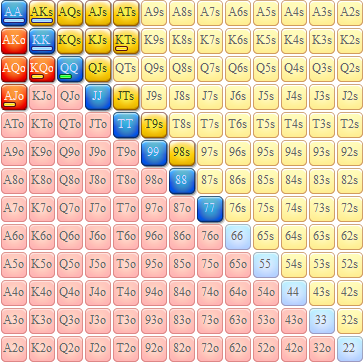 AA AKs AQs AJs ATs A9s A8s A7s A6s A5s A4s A3s A2s
AKo KK KQs KJs KTs K9s K8s K7s K6s K5s K4s K3s K2s
AQo KQo QQ QJs QTs Q9s Q8s Q7s Q6s Q5s Q4s Q3s Q2s
AJo KJo QJo JJ JTs J9s J8s J7s J6s J5s J4s J3s J2s
ATo KTo QTo JTo TT T9s T8s T7s T6s T5s T4s T3s T2s
A9o K9o Q9o J9o T9o 99 98s 97s 96s 95s 94s 93s 92s
A8o K8o Q8o J8o T8o 98o 88 87s 86s 85s 84s 83s 82s
A7o K7o Q7o J7o T7o 97o 87o 77 76s 75s 74s 73s 72s
A6o K6o Q6o J6o T6o 96o 86o 76o 66 65s 64s 63s 62s
A5o K5o Q5o J5o T5o 95o 85o 75o 65o 55 54s 53s 52s
A4o K4o Q4o J4o T4o 94o 84o 74o 64o 54o 44 43s 42s
A3o K3o Q3o J3o T3o 93o 83o 73o 63o 53o 43o 33 32s
A2o K2o Q2o J2o T2o 92o 82o 72o 62o 52o 42o 32o 22